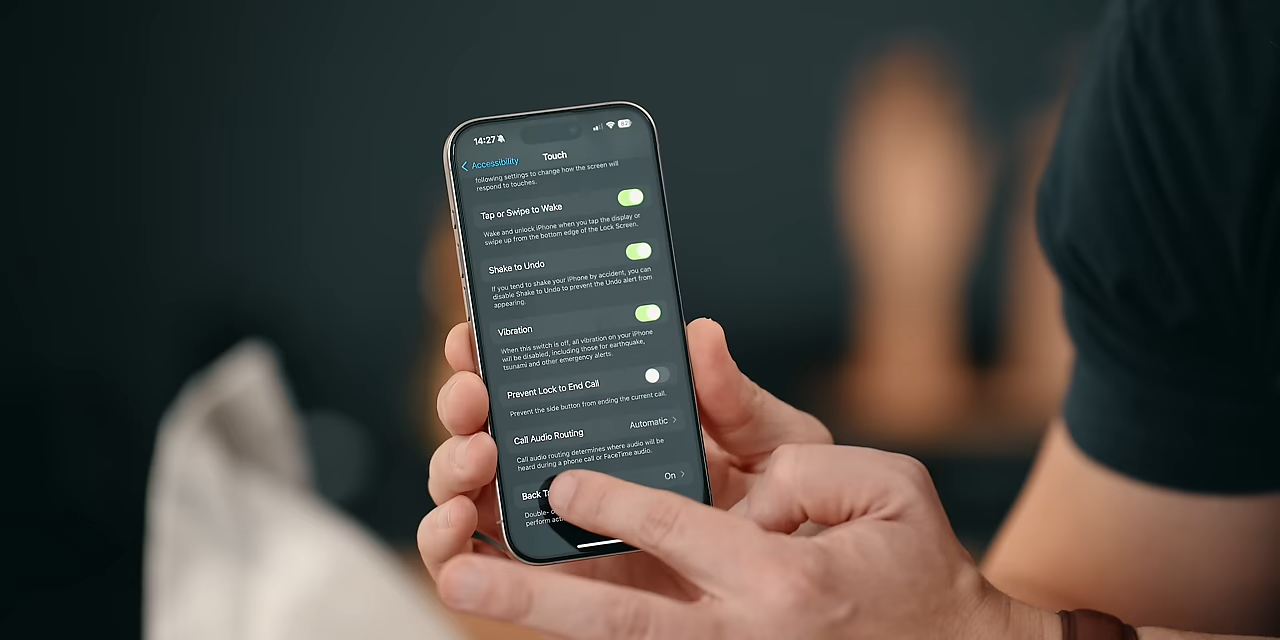 14:27
82
Accessibility
Touch
following settings to change how the screen will
respond to touches.
Tap or Swipe to Wake
Wake and unlock iPhone when you tap the display or
swipe up from the bottom edge of the Lock Screen.
Shake to Undo
If you tend to shake your iPhone by accident, you can
disable Shake to Undo to prevent the Undo alert from
appearing.
Vibration
When this switch is off, all vibration on your iPhone
will be disabled, including those for earthquake,
tsunami and other emergency alerts.
Prevent Lock to End Call
Prevent the side button from ending the current call.
Call Audio Routing
Automatic
Call audio routing determines where audio will be
heard during a phone call or FaceTime audio.
Back
On
Double-
perform